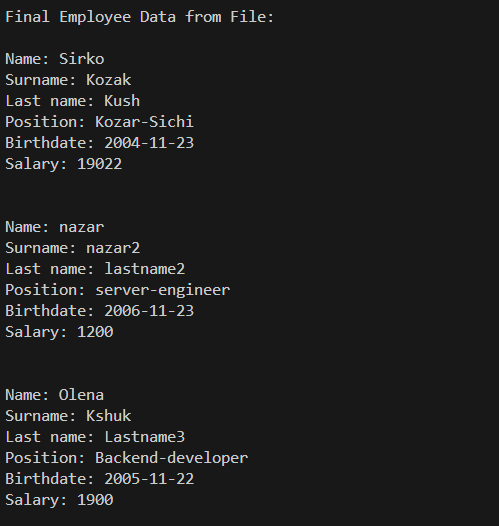 Final Employee Data from File:
Name: Sirko
Surname: Kozak
Last name: Kush
Position: Kozar-Sichi
Birthdate: 2004-11-23
Salary: 19022
Name: nazar
Surname: nazar2
Last name: lastname2
Position: server-engineer
Birthdate: 2006-11-23
Salary: 1200
Name: Olena
Surname: Kshuk
Last name: Lastname3
Position: Backend-developer
Birthdate: 2005-11-22
Salary: 1900